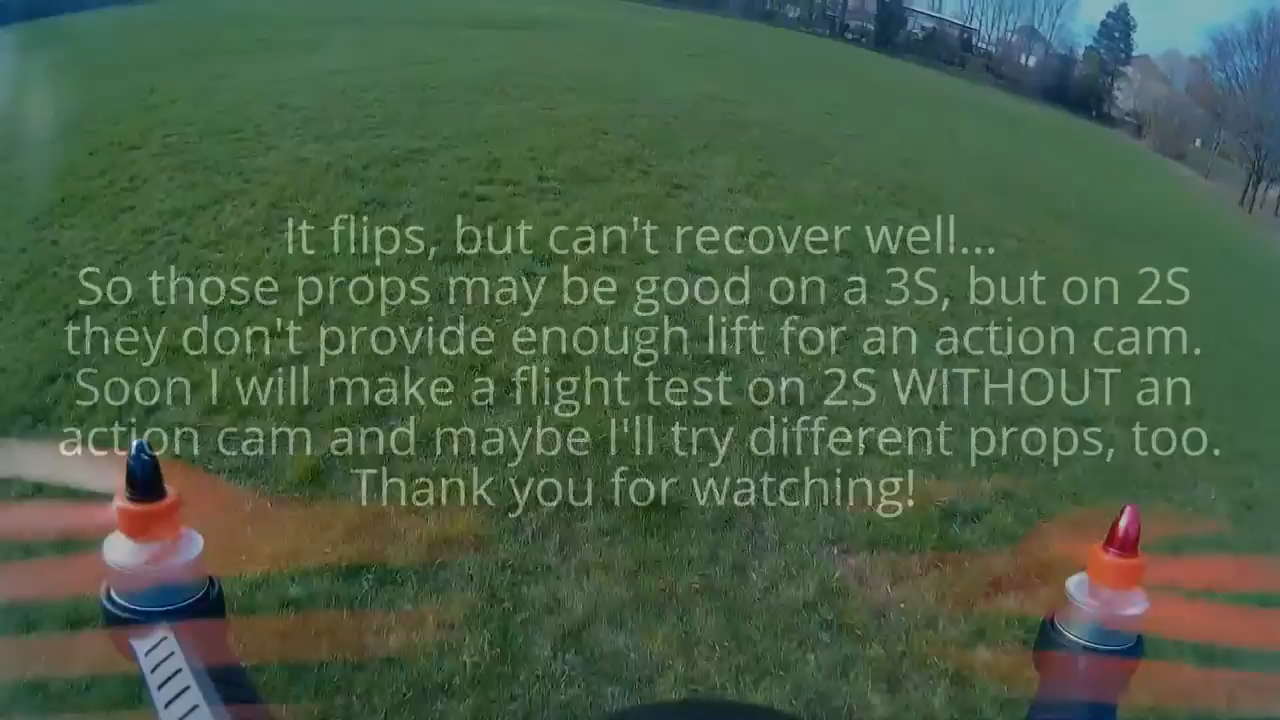 It flips, but can't recover well...
So those props may be good on a 3S, but on 2S
they don't provide enough lift for an action cam.
Soon I will make a flight test on 2S WITHOUT an
action cam and maybe I'll try different props, too.
Thank you for watching!